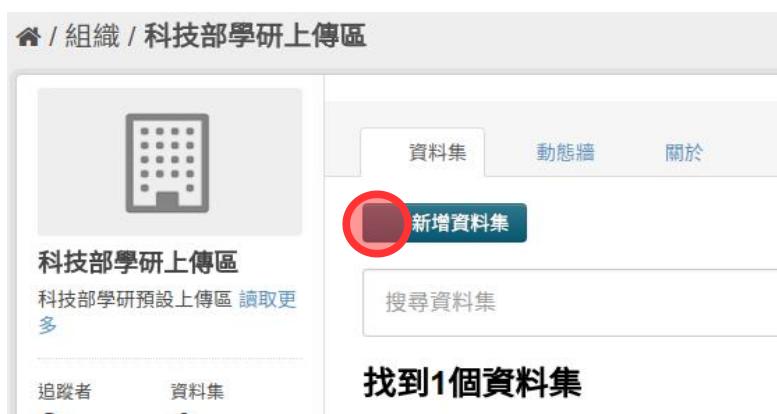 / 組織 / 科技部學研上傳區
資料集 動態牆 關於
新增資料集
科技部學研上傳區
科技部學研預設上傳區 讀取更
多
搜尋資料集
追蹤者 資料集
找到1個資料集